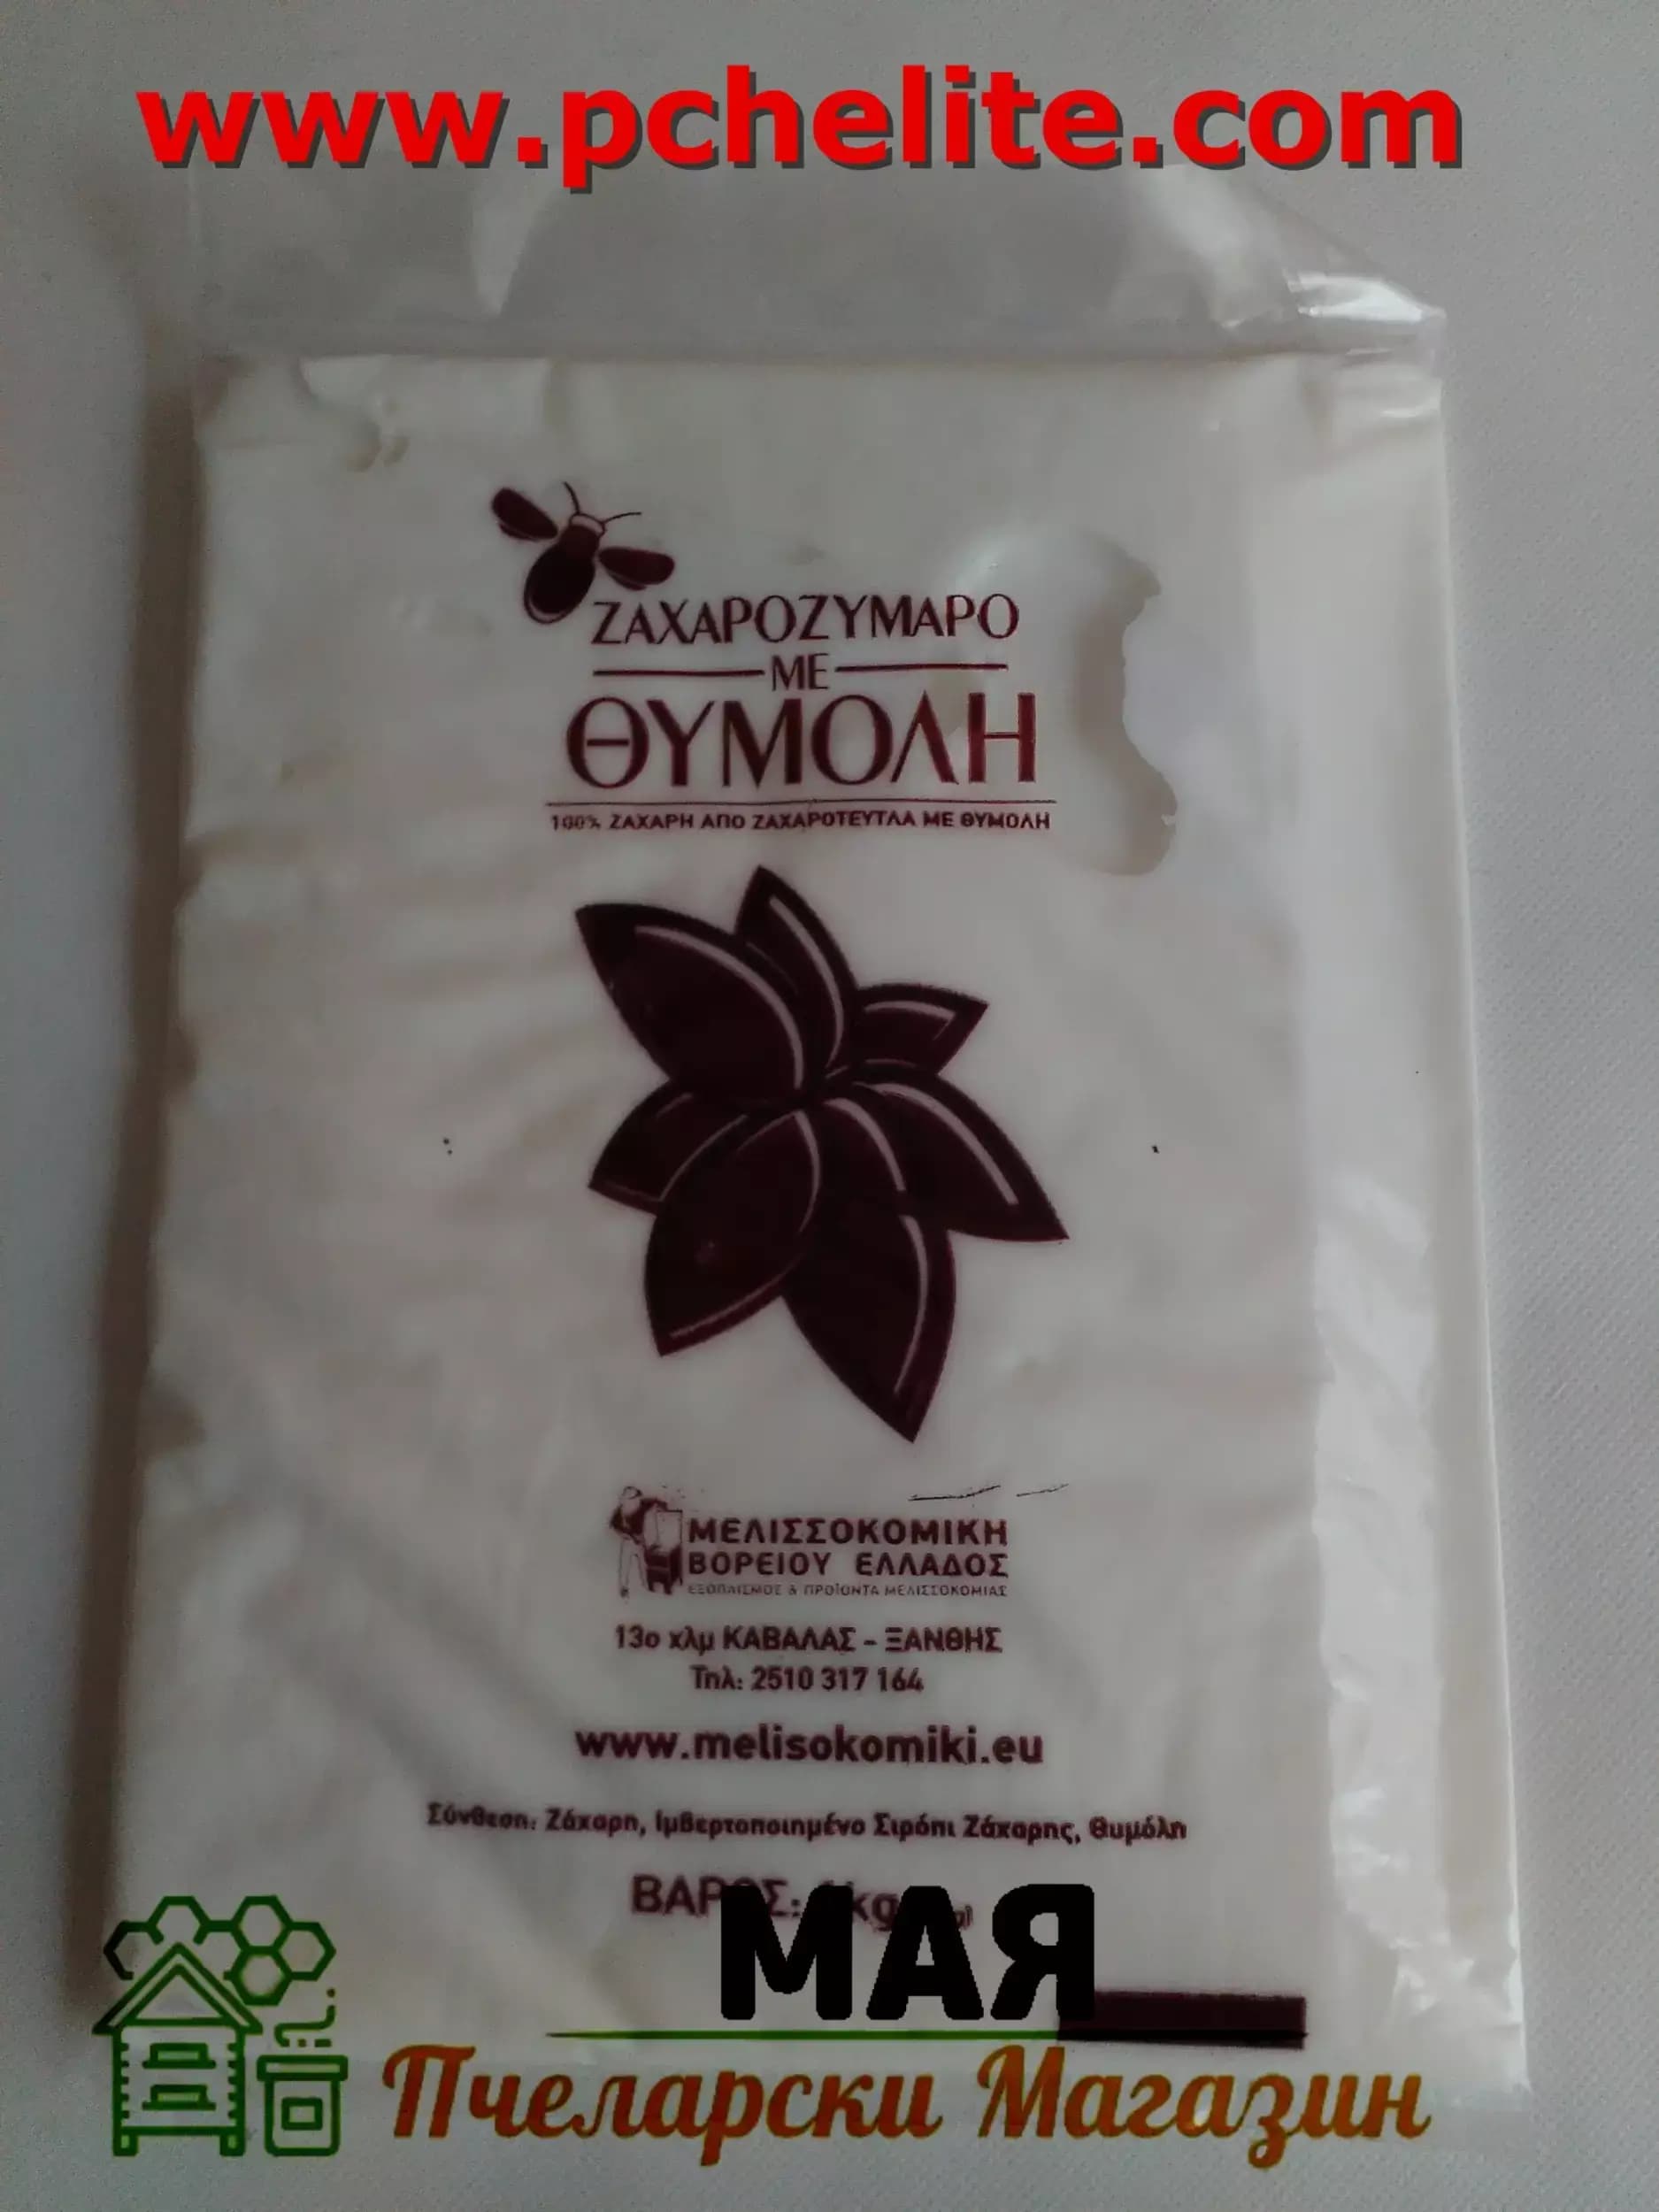 www.pchelite.com
ΖΑΧΑΡΟΖΥΜΑΡΟ
ΜΕ
ΘΥΜΟΛΗ
100% ΖΑΧΑΡΗ ΑΠΟ ΖΑΧΑΡΟΤΕΥΤΛΑ ΜΕ ΘΥΜΟΛΗ
ΜΕΛΙΣΣΟΚΟΜΙΚΗ
ΒΟΡΕΙΟΥ ΕΛΛΑΔΟΣ
ΕΞΟΠΛΙΣΜΟΣ & ΠΡΟΪΟΝΤΑ ΜΕΛΙΣΣΟΚΟΜΙΑΣ
13ο χλμ ΚΑΒΑΛΑΣ - ΞΑΝΘΗΣ
Τηλ: 2510 317 164
www.melisokomiki.eu
Σύνθεση: Ζάχαρη, Ιμβερτοποιημένο Σιρόπι Ζάχαρης, Θυμόλη
ΒΑΡΟΣ:
МАЯ
Пчеларски Магазин